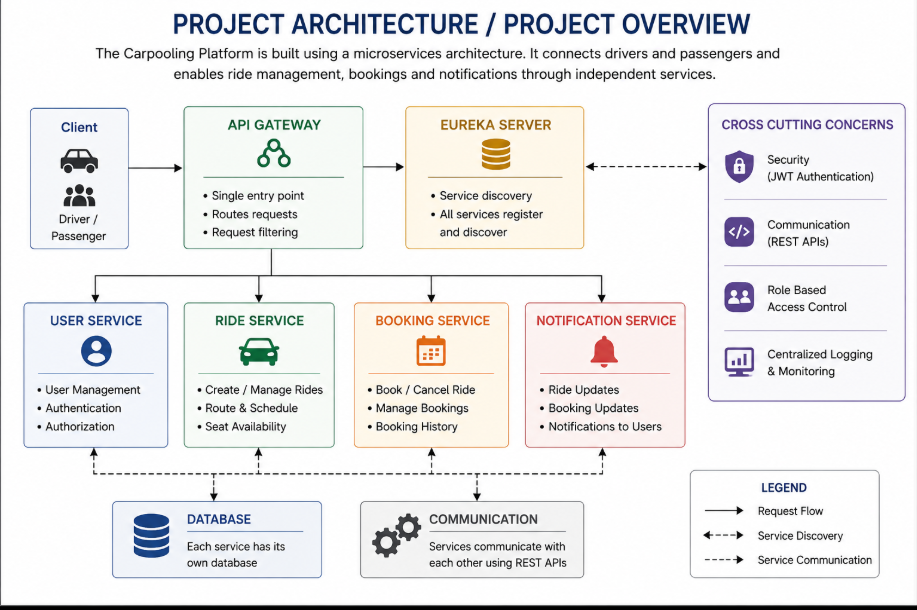 PROJECT ARCHITECTURE / PROJECT OVERVIEW
The Carpooling Platform is built using a microservices architecture. It connects drivers and passengers and
enables ride management, bookings and notifications through independent services.
Client
Driver /
Passenger
API GATEWAY
• Single entry point
• Routes requests
• Request filtering
EUREKA SERVER
• Service discovery
• All services register
and discover
CROSS CUTTING CONCERNS
Security
(JWT Authentication)
Communication
(REST APIs)
Role Based
Access Control
Centralized Logging
& Monitoring
USER SERVICE
• User Management
• Authentication
• Authorization
RIDE SERVICE
• Create / Manage Rides
• Route & Schedule
• Seat Availability
BOOKING SERVICE
• Book / Cancel Ride
• Manage Bookings
• Booking History
NOTIFICATION SERVICE
• Ride Updates
• Booking Updates
• Notifications to Users
DATABASE
Each service has its
own database
COMMUNICATION
Services communicate with
each other using REST APIs
LEGEND
Request Flow
Service Discovery
Service Communication